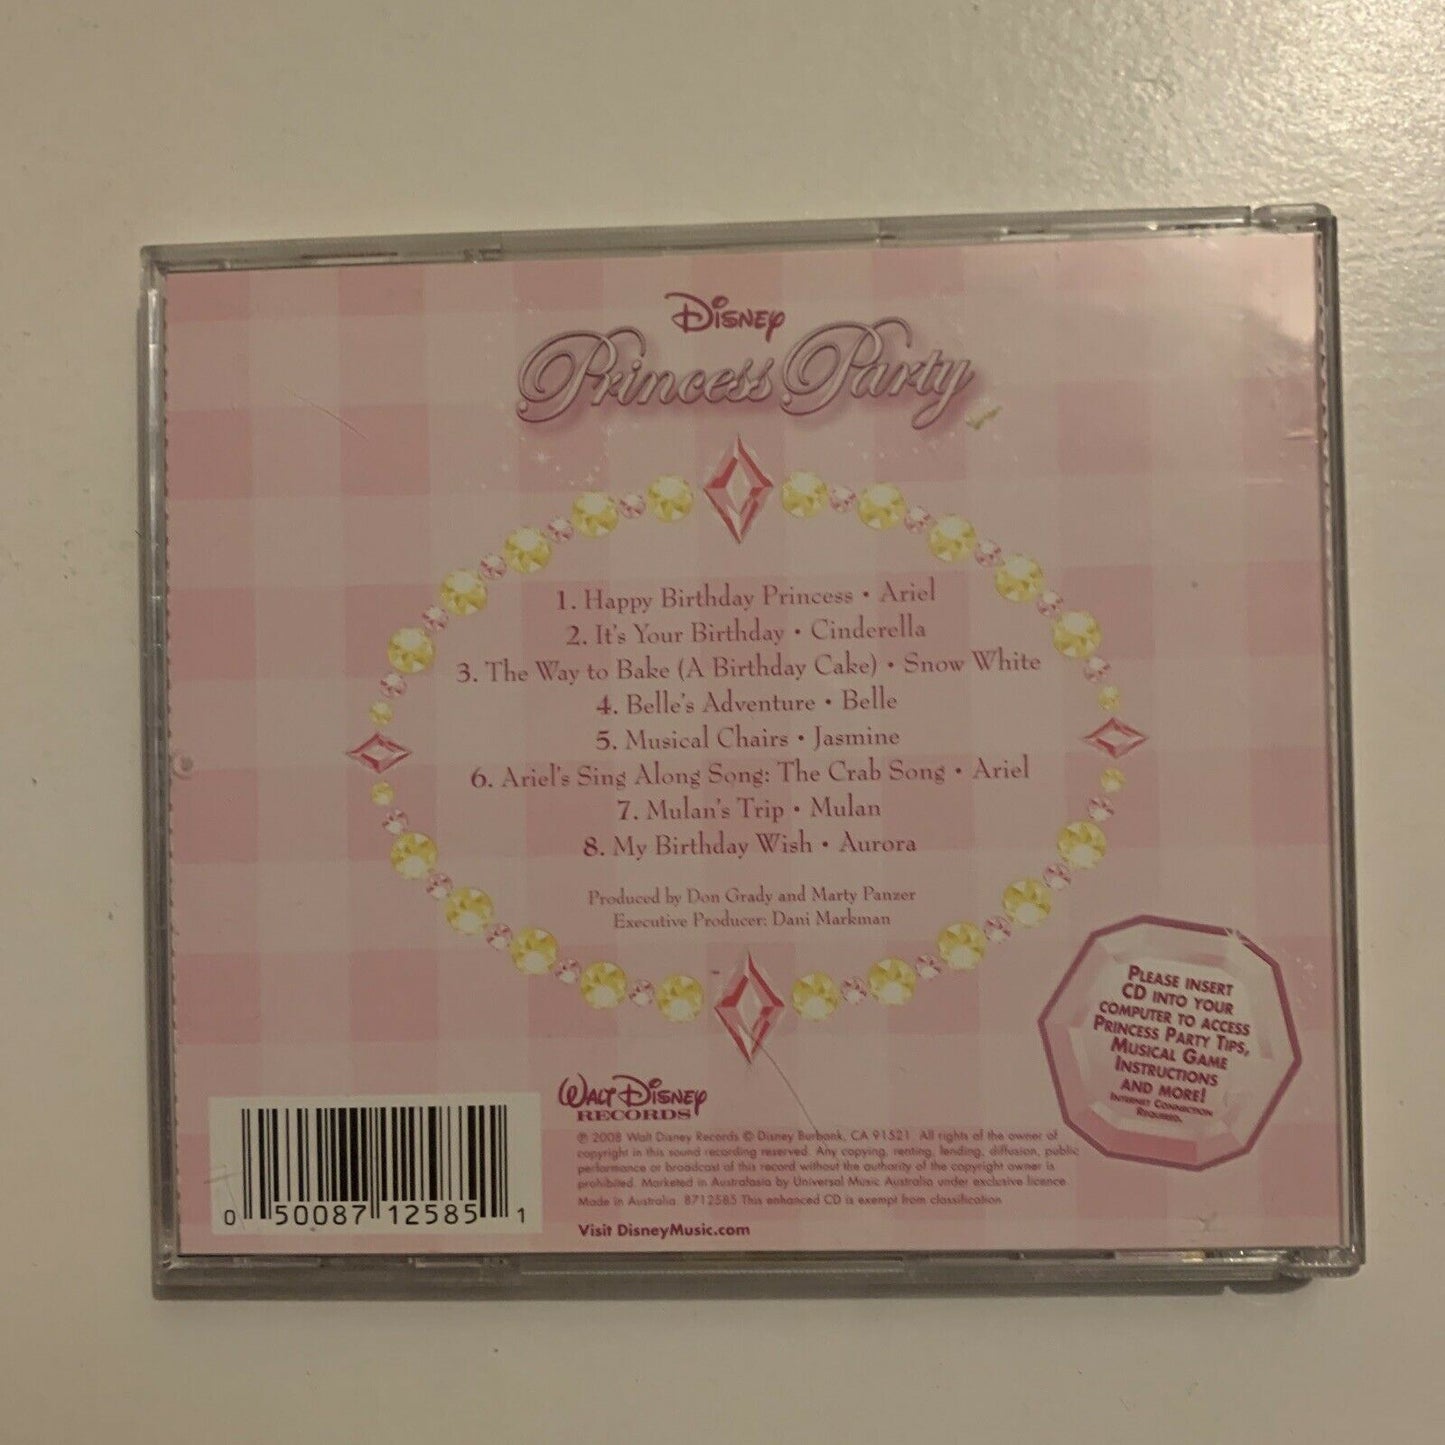 Disney
Princess Party
1. Happy Birthday Princess • Ariel
2. It's Your Birthday • Cinderella
3. The Way to Bake (A Birthday Cake) • Snow White
4. Belle's Adventure • Belle
5. Musical Chairs • Jasmine
6. Ariel's Sing Along Song: The Crab Song • Ariel
7. Mulan's Trip • Mulan
8. My Birthday Wish • Aurora
Produced by Don Grady and Marty Panzer
Executive Producer: Dani Markman
PLEASE INSERT
CD INTO YOUR
COMPUTER TO ACCESS
PRINCESS PARTY TIPS,
MUSICAL GAME
INSTRUCTIONS
AND MORE!
INTERNET CONNECTION
REQUIRED.
WALT DISNEY
RECORDS
℗ 2008 Walt Disney Records © Disney Burbank, CA 91521. All rights of the owner of
copyright in this sound recording reserved. Any copying, renting, lending, diffusion, public
performance or broadcast of this record without the authority of the copyright owner is
prohibited. Marketed in Australasia by Universal Music Australia under exclusive licence
Made in Australia. 8712585 This enhanced CD is exempt from classification
Visit DisneyMusic.com
0 50087 12585 1